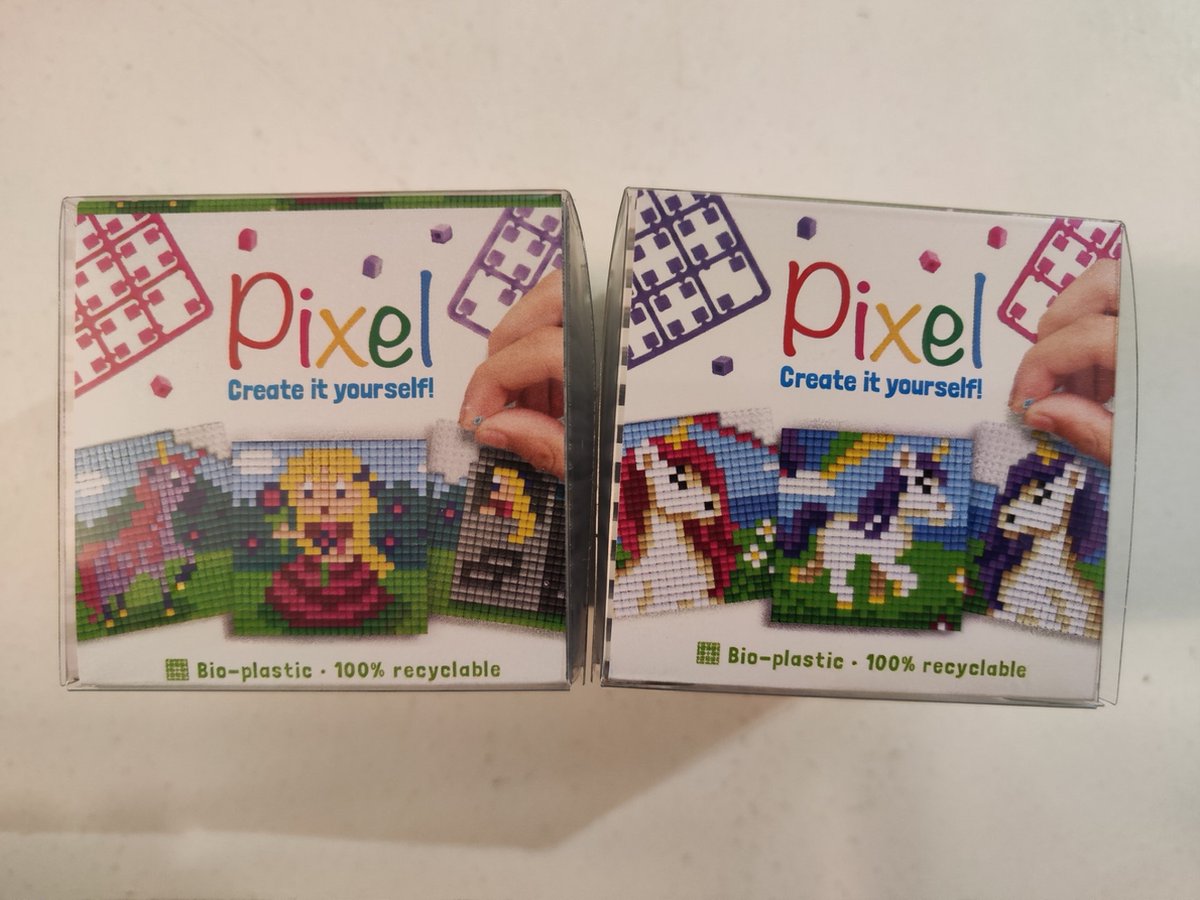 Pixel
Create it yourself!
Bio-plastic · 100% recyclable
Pixel
Create it yourself!
Bio-plastic · 100% recyclable